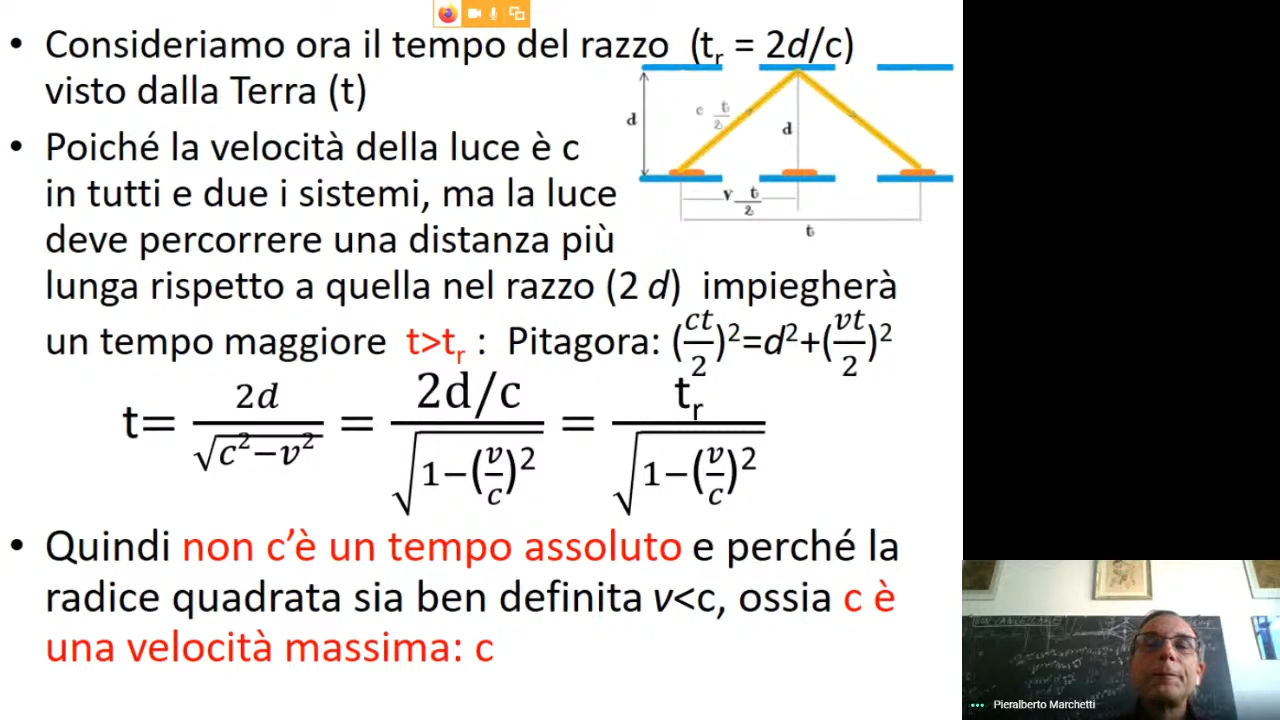 • Consideriamo ora il tempo del razzo (tᵣ = 2d/c)
visto dalla Terra (t)
• Poiché la velocità della luce è c
in tutti e due i sistemi, ma la luce
deve percorrere una distanza più
lunga rispetto a quella nel razzo (2 d) impiegherà
un tempo maggiore t>tᵣ : Pitagora: (ct/2)²=d²+(vt/2)²
d
c t/2
d
v t/2
t
t= 2d/√(c²−v²) = (2d/c)/√(1−(v/c)²) = tᵣ/√(1−(v/c)²)
• Quindi non c’è un tempo assoluto e perché la
radice quadrata sia ben definita v<c, ossia c è
una velocità massima: c
Pieralberto Marchetti